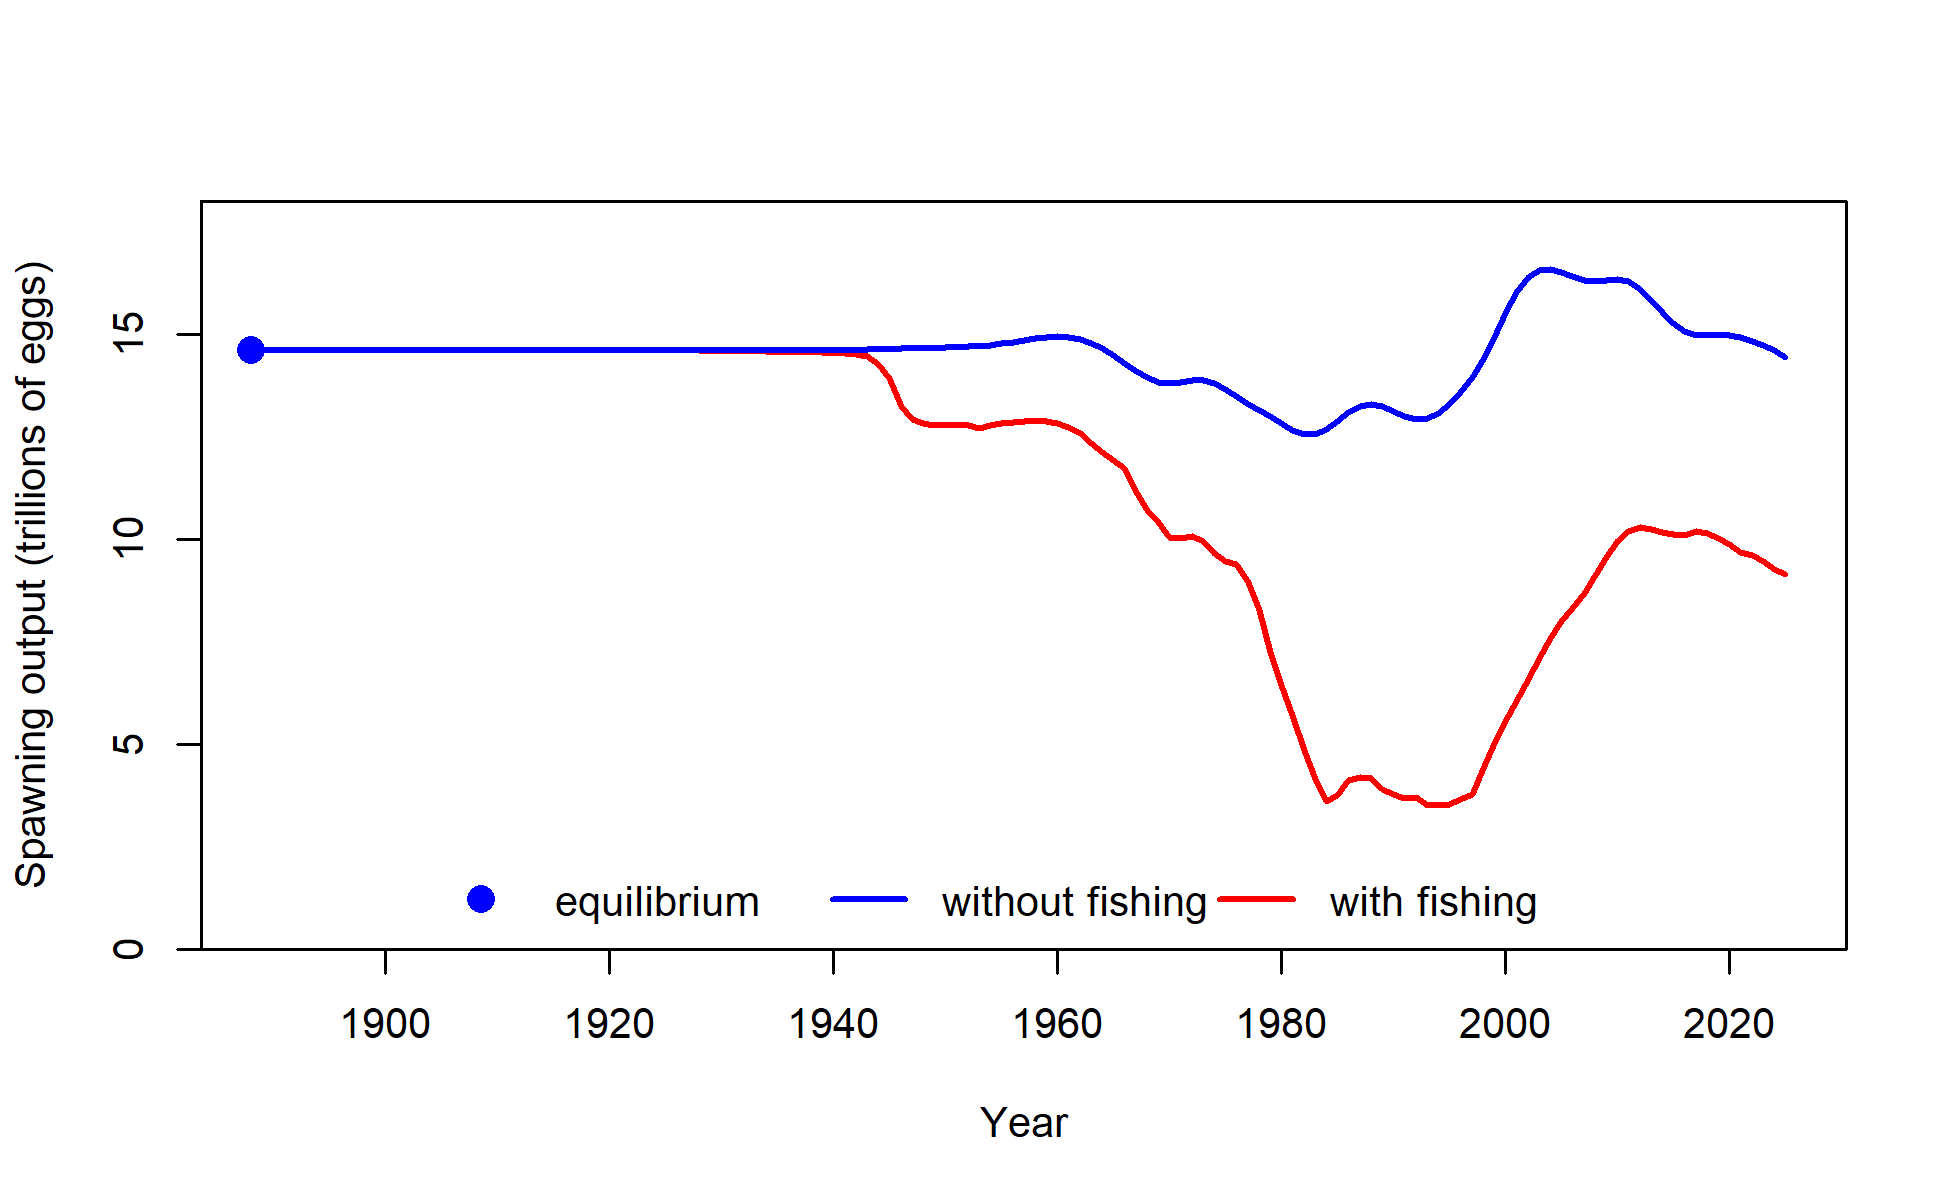 Spawning output (trillions of eggs)
15
10
5
0
equilibrium without fishing with fishing
1900 1920 1940 1960 1980 2000 2020
Year